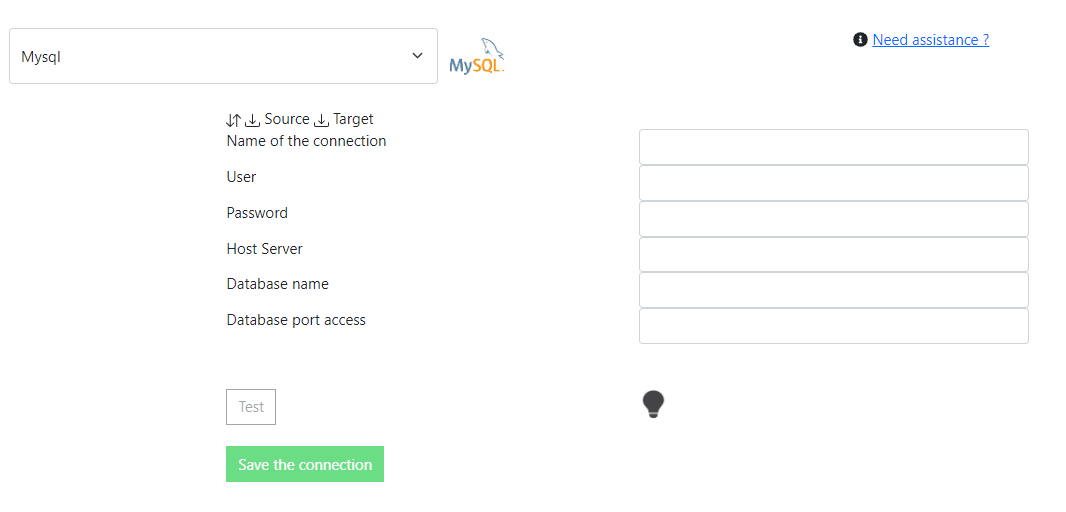 Mysql
MySQL.
Need assistance ?
Source Target
Name of the connection
User
Password
Host Server
Database name
Database port access
Test
Save the connection